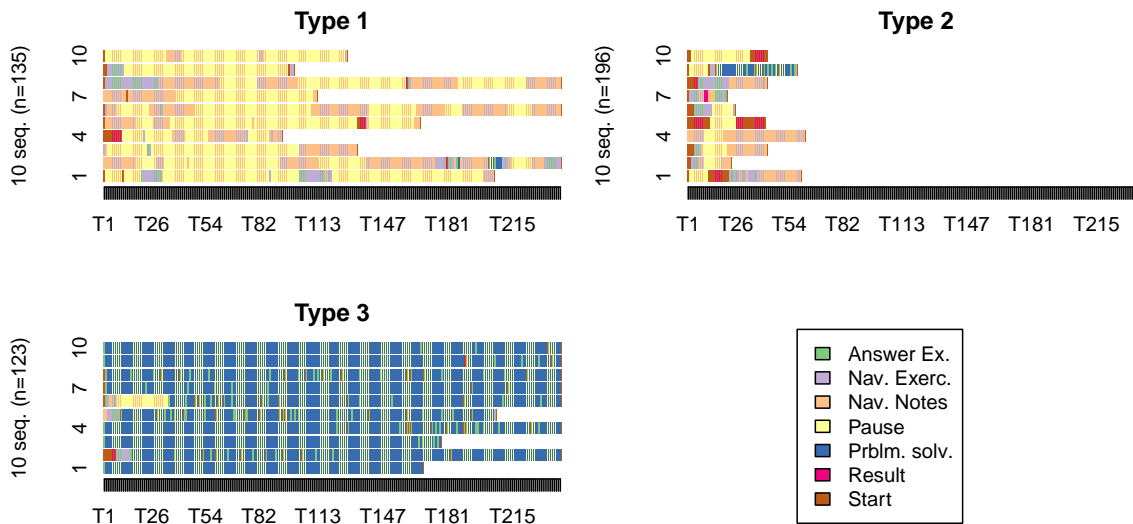 Type 1
10 seq. (n=135)
10
7
4
1
T1 T26 T54 T82 T113 T147 T181 T215
Type 2
10 seq. (n=196)
10
7
4
1
T1 T26 T54 T82 T113 T147 T181 T215
Type 3
10 seq. (n=123)
10
7
4
1
T1 T26 T54 T82 T113 T147 T181 T215
Answer Ex.
Nav. Exerc.
Nav. Notes
Pause
Prblm. solv.
Result
Start